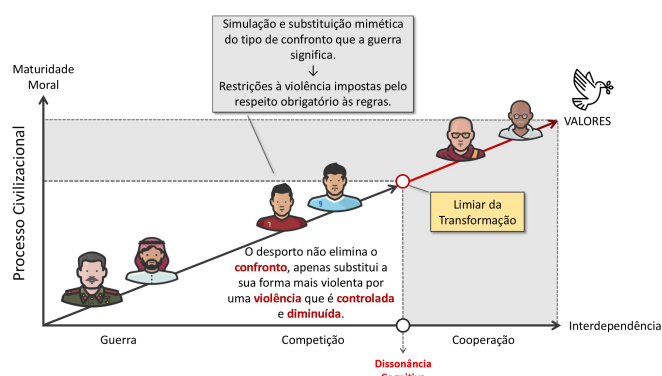 Simulação e substituição mimética
do tipo de confronto que a guerra
significa.
↓
Restrições à violência impostas pelo
respeito obrigatório às regras.
Maturidade
Moral
VALORES
Processo Civilizacional
Limiar da
Transformação
O desporto não elimina o
confronto, apenas substitui a
sua forma mais violenta por
uma violência que é controlada
e diminuída.
Interdependência
Guerra
Competição
Cooperação
Dissonância
Cognitiva